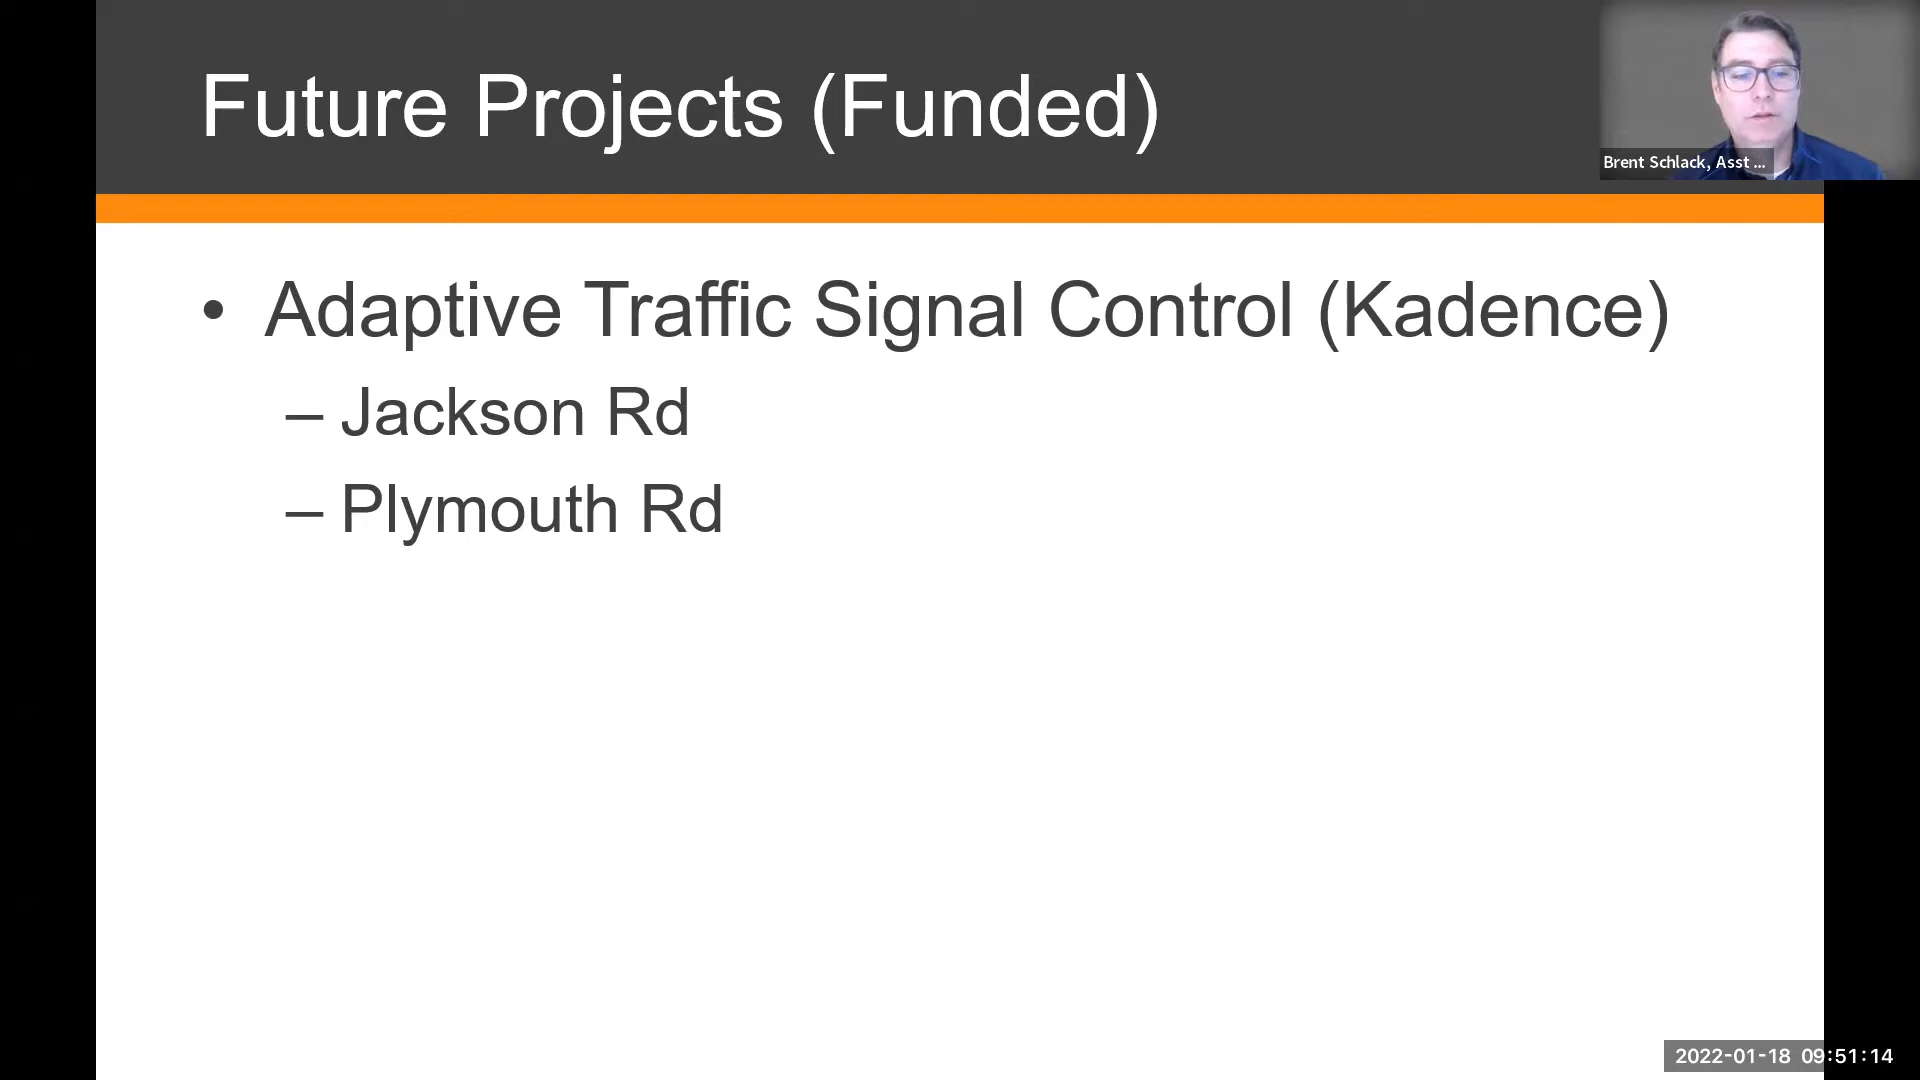 Future Projects (Funded)
Brent Schlack, Asst ...
• Adaptive Traffic Signal Control (Kadence)
– Jackson Rd
– Plymouth Rd
2022-01-18 09:51:14